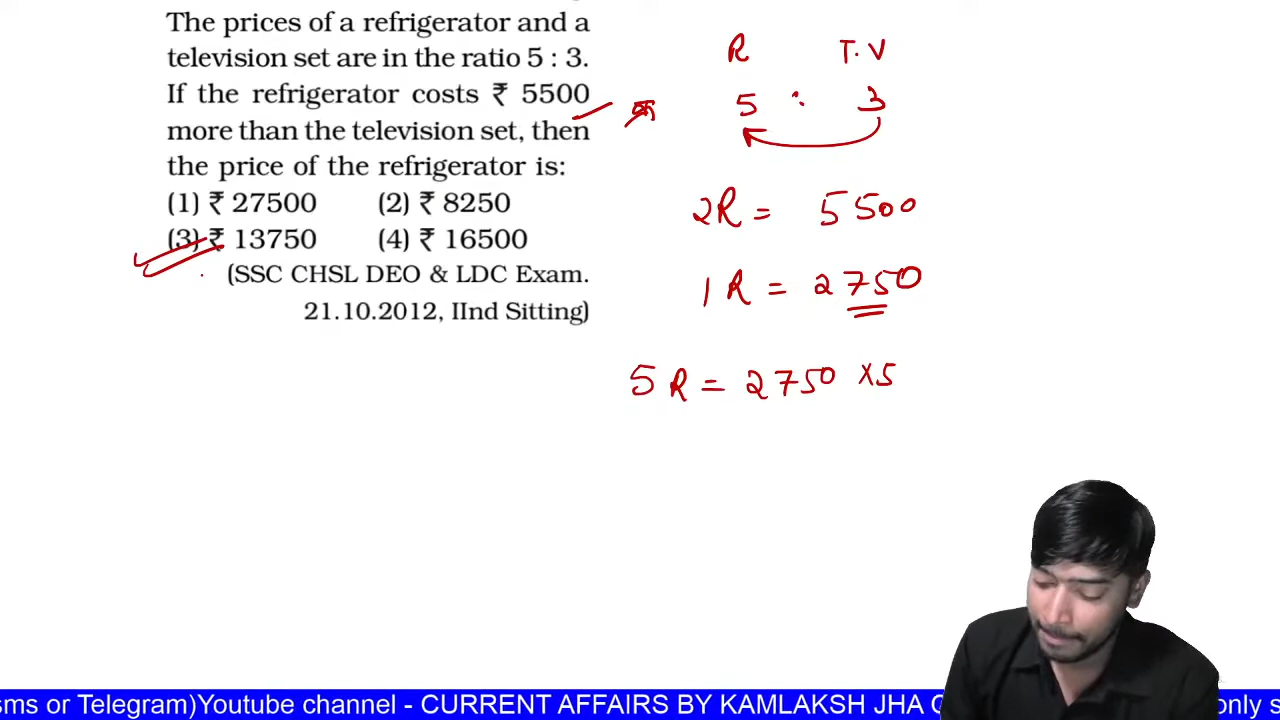 The prices of a refrigerator and a
television set are in the ratio 5 : 3.
If the refrigerator costs ₹ 5500
more than the television set, then
the price of the refrigerator is:
(1) ₹ 27500 (2) ₹ 8250
(3) ₹ 13750 (4) ₹ 16500
(SSC CHSL DEO & LDC Exam.
21.10.2012, IInd Sitting)
R T.V
5 : 3
2R = 5500
1R = 2750
5R = 2750 ×5
sms or Telegram)Youtube channel - CURRENT AFFAIRS BY KAMLAKSH JHA only s